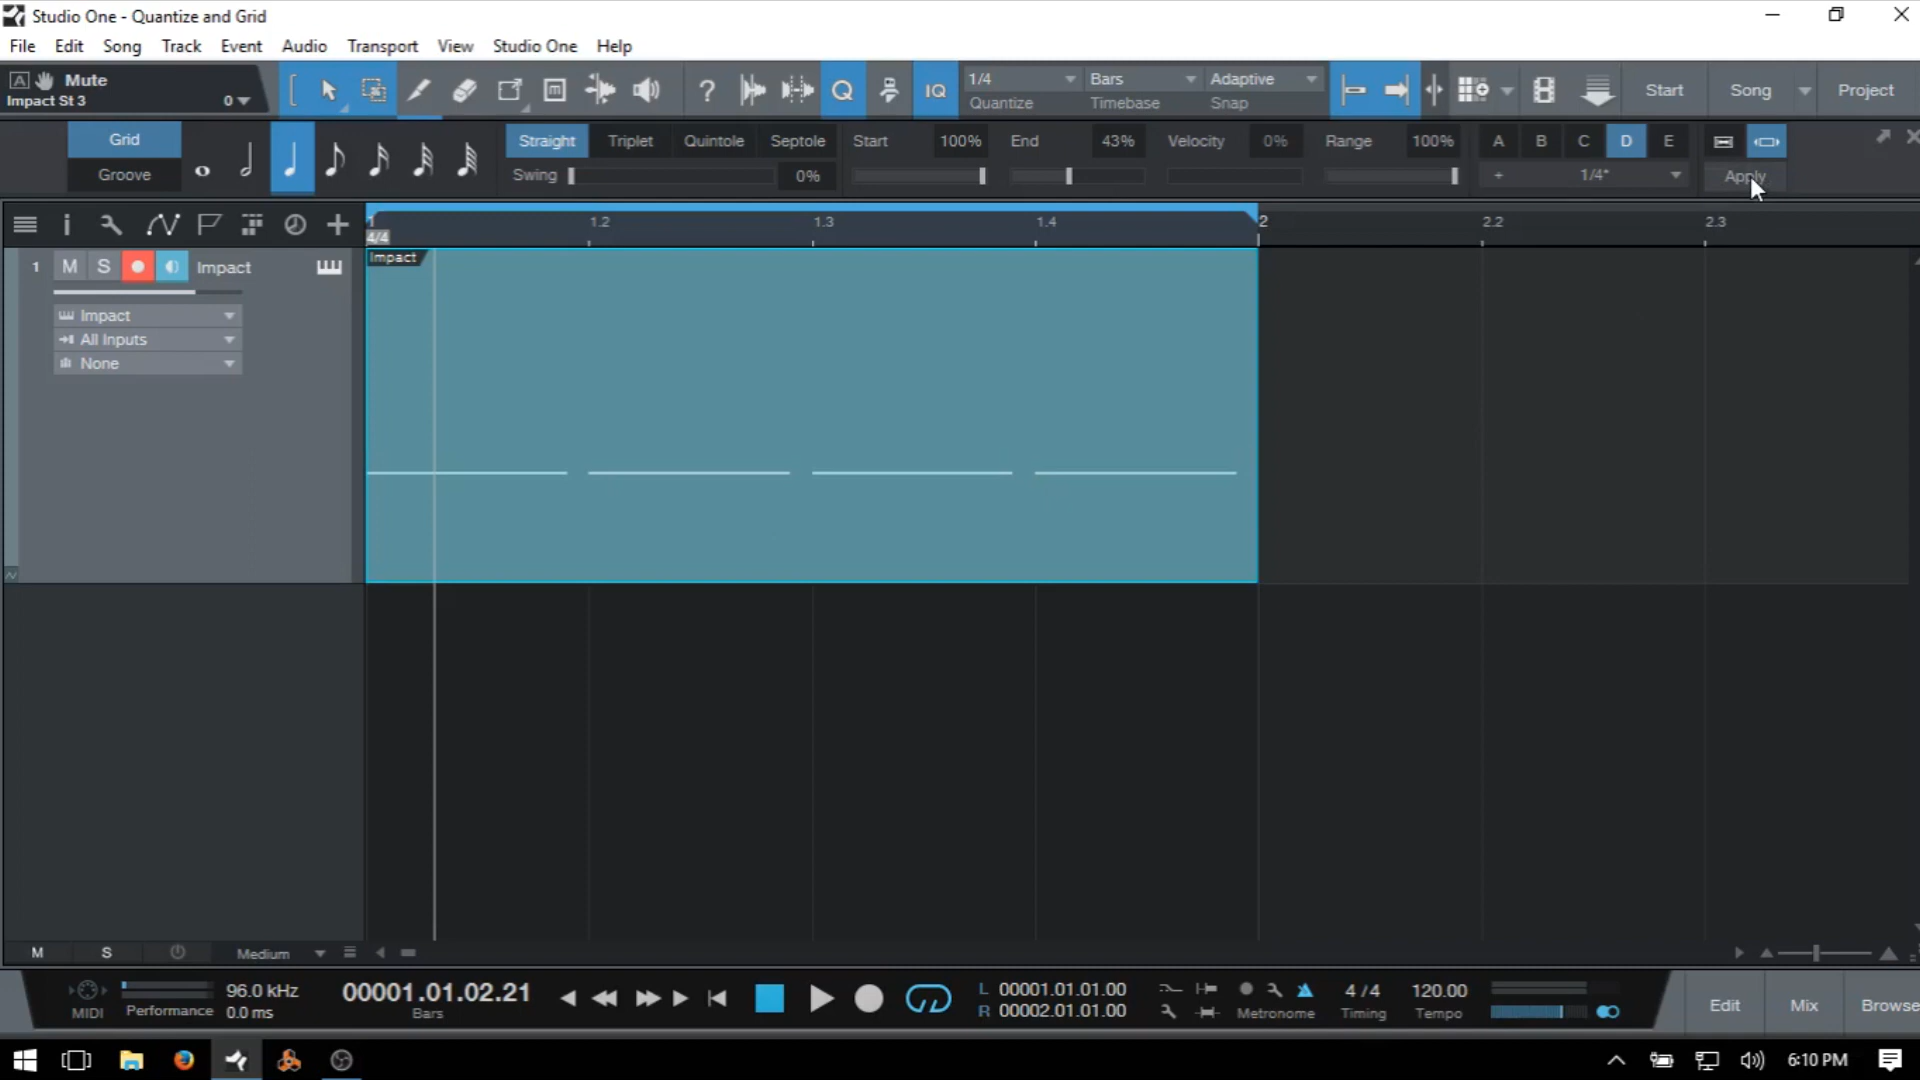 Studio One - Quantize and Grid
File Edit Song Track Event Audio Transport View Studio One Help
A Mute
Impact St 3 0
? Q IQ
1/4 Bars Adaptive
Quantize Timebase Snap
Start Song Project
Grid
Groove
Straight Triplet Quintole Septole
Swing 0%
Start 100% End 43% Velocity 0% Range 100%
A B C D E
+ 1/4*
Apply
1 1.2 1.3 1.4 2 2.2 2.3
4/4
1 M S Impact
Impact
Impact
All Inputs
None
M S Medium
MIDI
Performance
96.0 kHz
0.0 ms
00001.01.02.21
Bars
L 00001.01.01.00
R 00002.01.01.00
Metronome
4 / 4
Timing
120.00
Tempo
Edit Mix Browse
6:10 PM